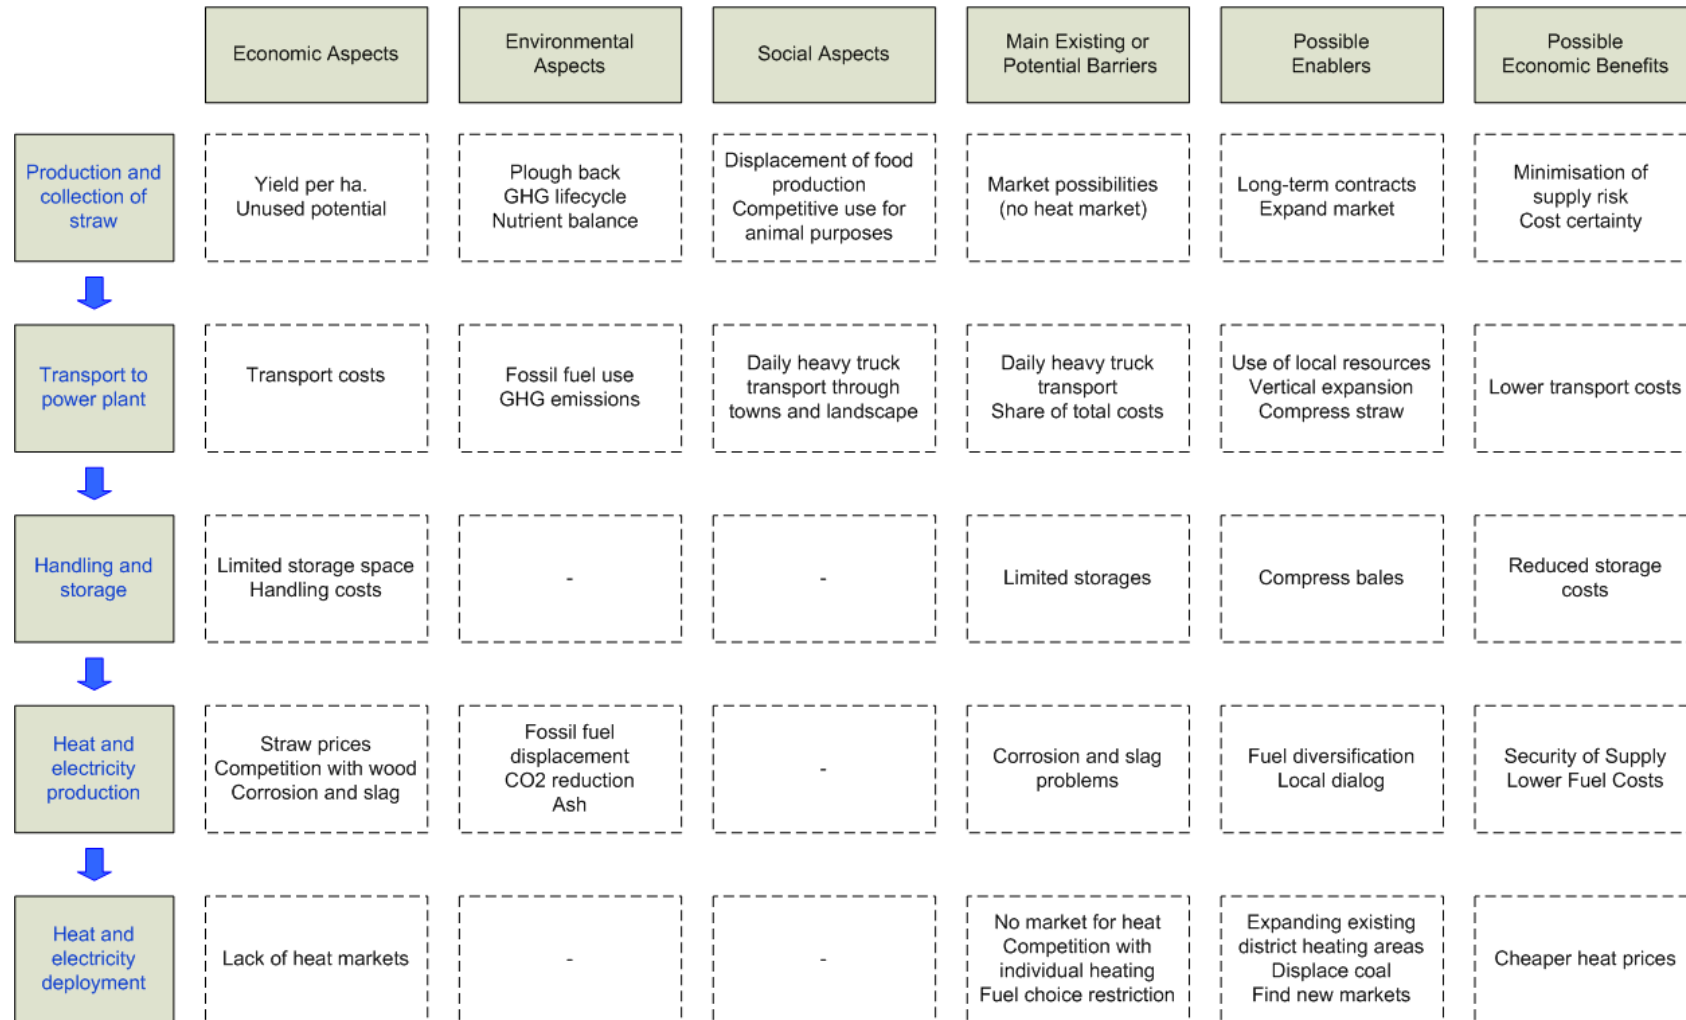 Economic Aspects
Environmental
Aspects
Social Aspects
Main Existing or
Potential Barriers
Possible
Enablers
Possible
Economic Benefits
Production and
collection of
straw
Yield per ha.
Unused potential
Plough back
GHG lifecycle
Nutrient balance
Displacement of food
production
Competitive use for
animal purposes
Market possibilities
(no heat market)
Long-term contracts
Expand market
Minimisation of
supply risk
Cost certainty
Transport to
power plant
Transport costs
Fossil fuel use
GHG emissions
Daily heavy truck
transport through
towns and landscape
Daily heavy truck
transport
Share of total costs
Use of local resources
Vertical expansion
Compress straw
Lower transport costs
Handling and
storage
Limited storage space
Handling costs
-
-
Limited storages
Compress bales
Reduced storage
costs
Heat and
electricity
production
Straw prices
Competition with wood
Corrosion and slag
Fossil fuel
displacement
CO2 reduction
Ash
-
Corrosion and slag
problems
Fuel diversification
Local dialog
Security of Supply
Lower Fuel Costs
Heat and
electricity
deployment
Lack of heat markets
-
-
No market for heat
Competition with
individual heating
Fuel choice restriction
Expanding existing
district heating areas
Displace coal
Find new markets
Cheaper heat prices